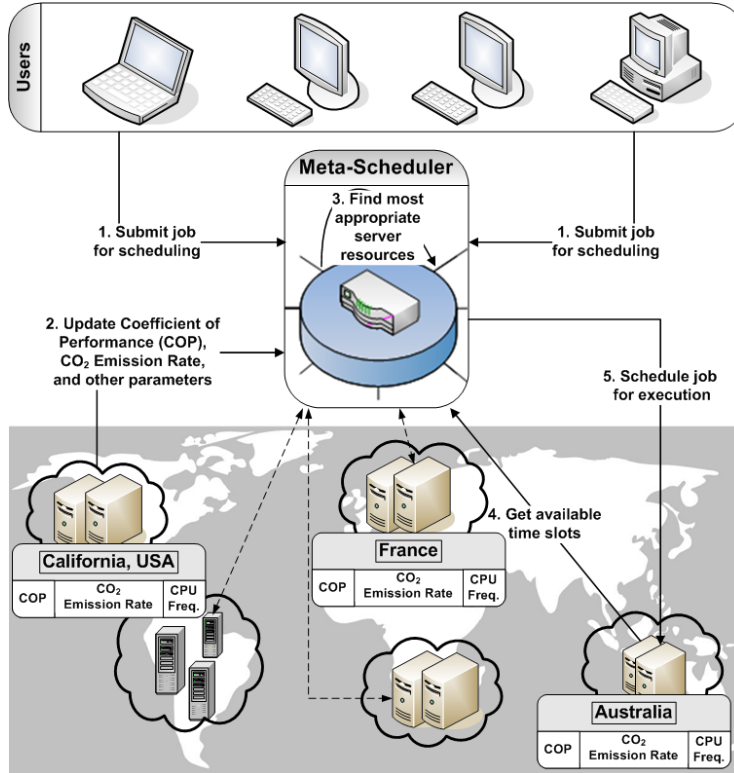 Users
Meta-Scheduler
3. Find most
appropriate
server
resources
1. Submit job
for scheduling
1. Submit job
for scheduling
2. Update Coefficient of
Performance (COP),
CO₂ Emission Rate,
and other parameters
5. Schedule job
for execution
4. Get available
time slots
California, USA
COP
CO₂
Emission Rate
CPU
Freq.
France
COP
CO₂
Emission Rate
CPU
Freq.
Australia
COP
CO₂
Emission Rate
CPU
Freq.